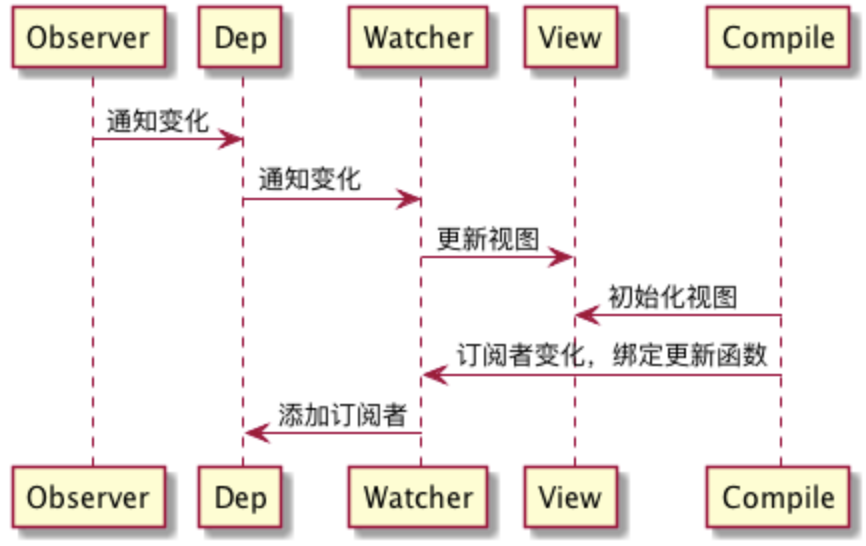 Observer
Dep
Watcher
View
Compile
通知变化
通知变化
更新视图
初始化视图
订阅者变化，绑定更新函数
添加订阅者
Observer
Dep
Watcher
View
Compile